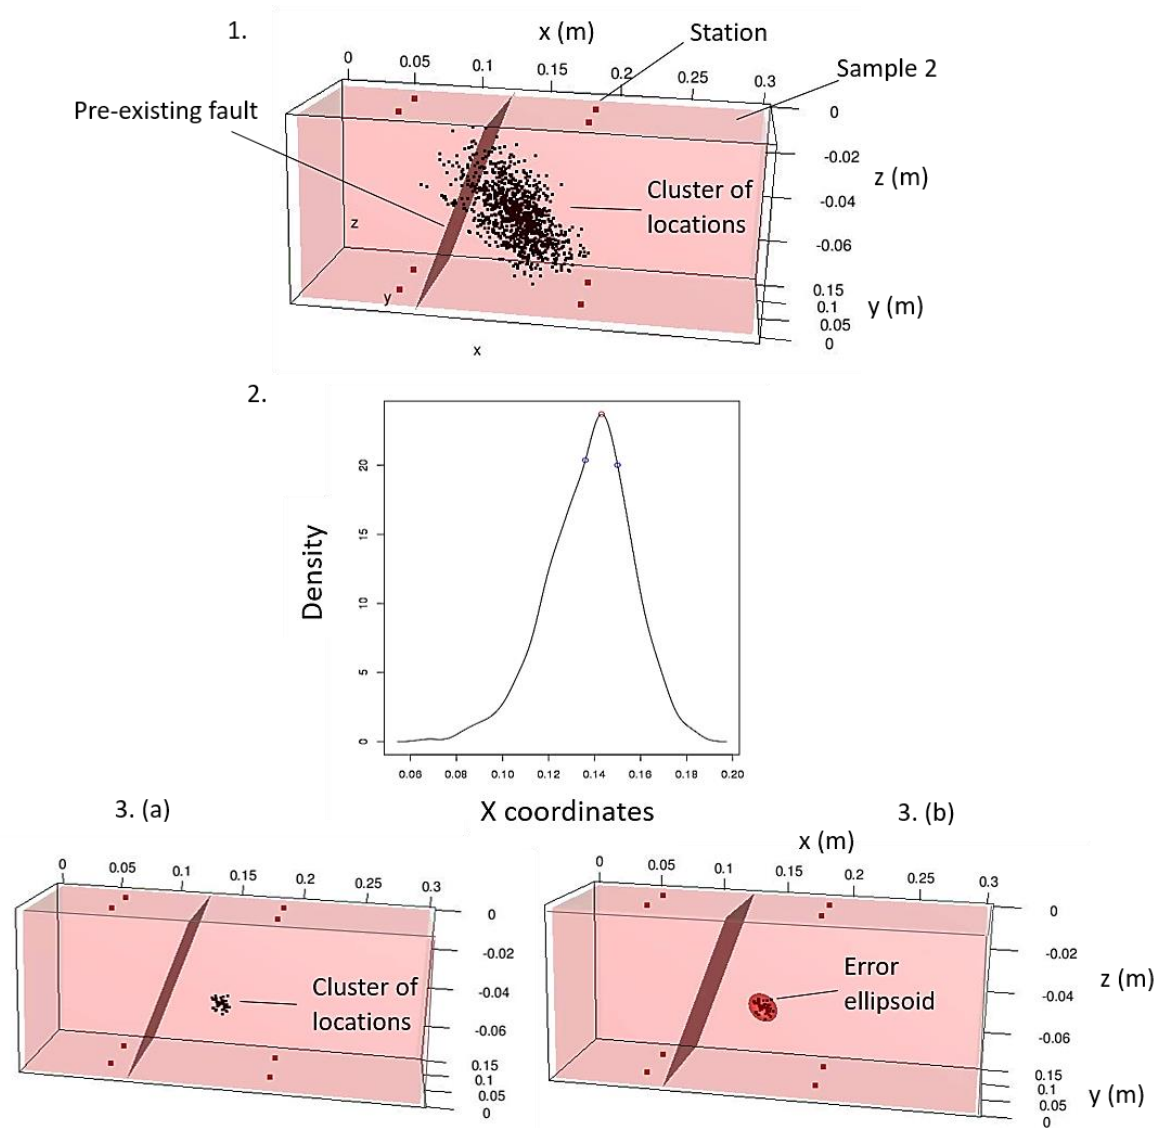 1.
x (m)
Station
Sample 2
Pre-existing fault
0
0.05
0.1
0.15
0.2
0.25
0.3
0
-0.02
z (m)
-0.04
-0.06
Cluster of
locations
z
0.15
0.1
y (m)
0.05
0
y
x
2.
Density
20
15
10
5
0
0.06
0.08
0.10
0.12
0.14
0.16
0.18
0.20
X coordinates
3. (a)
0
0.05
0.1
0.15
0.2
0.25
0.3
0
-0.02
-0.04
-0.06
Cluster of
locations
0.15
0.1
0.05
0
3. (b)
x (m)
0
0.05
0.1
0.15
0.2
0.25
0.3
0
-0.02
z (m)
-0.04
-0.06
Error
ellipsoid
0.15
0.1
y (m)
0.05
0